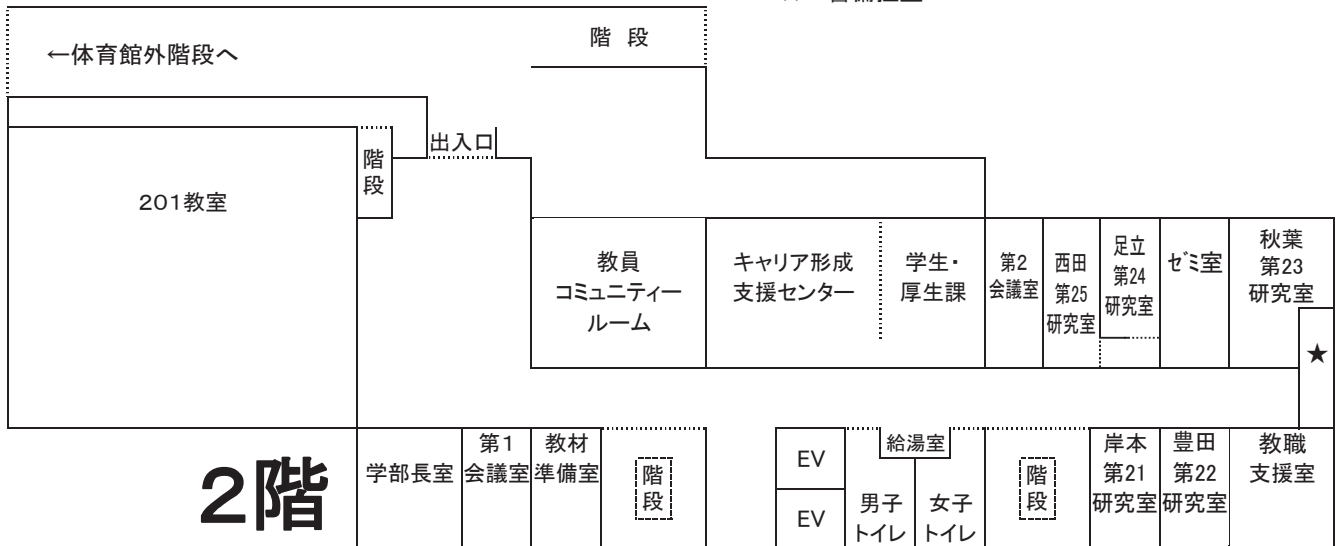 ←体育館外階段へ
階 段
出入口
階
段
201教室
教員
コミュニティー
ルーム
キャリア形成
支援センター
学生・
厚生課
第2
会議室
西田
第25
研究室
足立
第24
研究室
ゼミ室
秋葉
第23
研究室
★
2階
学部長室
第1
会議室
教材
準備室
階
段
EV
EV
給湯室
男子
トイレ
女子
トイレ
階
段
岸本
第21
研究室
豊田
第22
研究室
教職
支援室